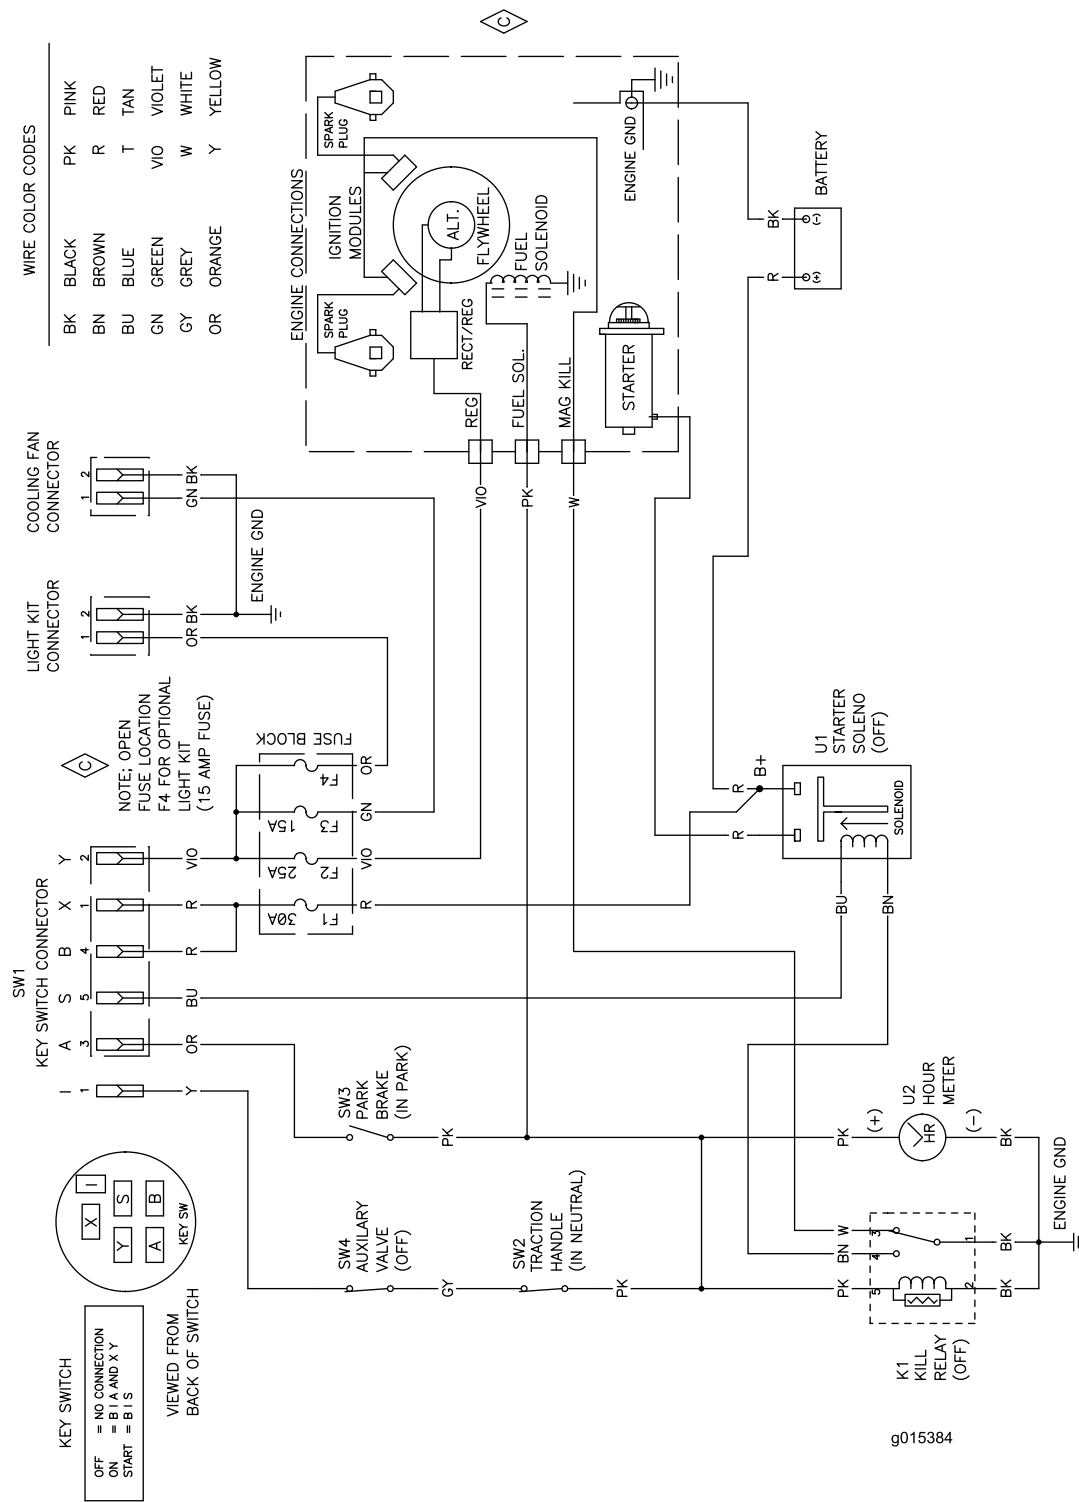 C
WIRE COLOR CODES
BK BLACK PK PINK
BN BROWN R RED
BU BLUE T TAN
GN GREEN VIO VIOLET
GY GREY W WHITE
OR ORANGE Y YELLOW
ENGINE CONNECTIONS
SPARK
PLUG
SPARK
PLUG
IGNITION
MODULES
ALT.
FLYWHEEL
RECT/REG
FUEL
SOLENOID
ENGINE GND
STARTER
REG
FUEL SOL.
MAG KILL
VIO
PK
W
BATTERY
BK
(-)
R
(+)
COOLING FAN
CONNECTOR
1 2
GN BK
ENGINE GND
LIGHT KIT
CONNECTOR
1 2
OR BK
C
NOTE; OPEN
FUSE LOCATION
F4 FOR OPTIONAL
LIGHT KIT
(15 AMP FUSE)
FUSE BLOCK
F4
OR
15A F3
GN
25A F2
VIO
30A F1
R
SW1
KEY SWITCH CONNECTOR
I A S B X Y
1 3 5 4 1 2
Y OR BU R R VIO
U1
STARTER
SOLENO
(OFF)
B+
R
R
SOLENOID
BU
BN
SW3
PARK
BRAKE
(IN PARK)
PK
SW4
AUXILARY
VALVE
(OFF)
GY
SW2
TRACTION
HANDLE
(IN NEUTRAL)
PK
U2
HOUR
METER
PK
(+)
HR
(-)
BK
K1
KILL
RELAY
(OFF)
PK BN W
5 4 3
2 1
BK BK
ENGINE GND
KEY SWITCH
OFF = NO CONNECTION
ON = B I A AND X Y
START = B I S
VIEWED FROM
BACK OF SWITCH
X I
Y S
A B
KEY SW
g015384